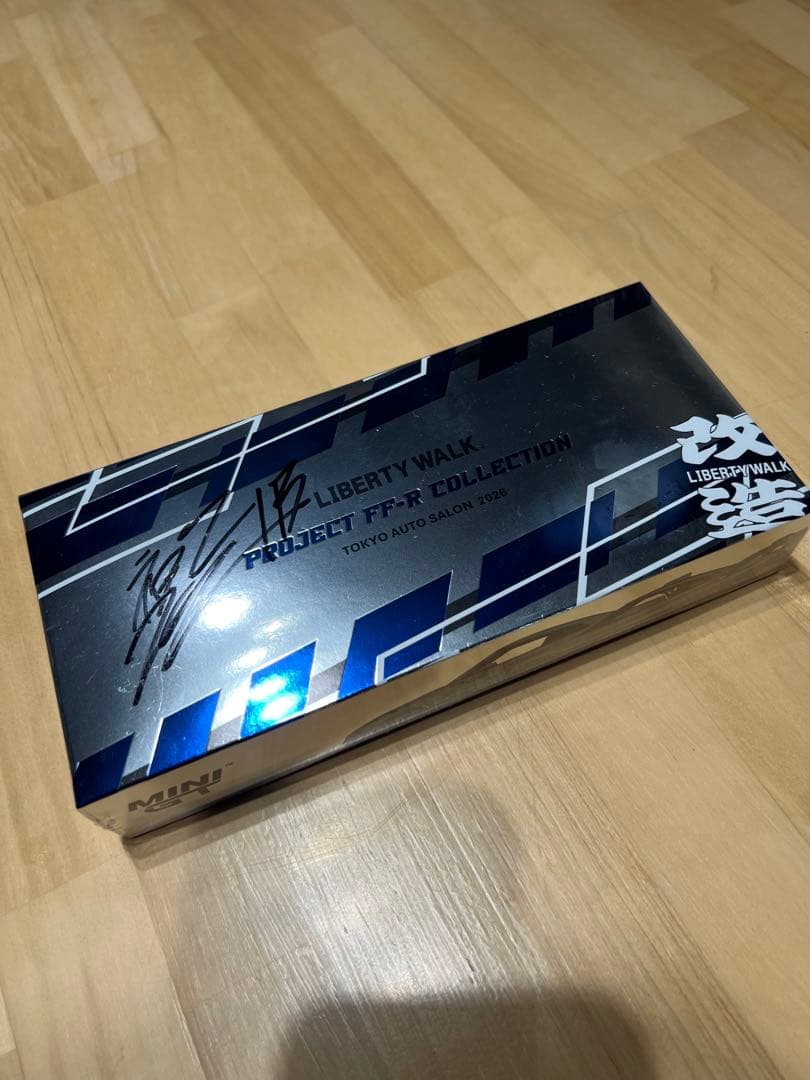 LIBERTY WALK
PROJECT FF-R COLLECTION
TOKYO AUTO SALON 2026
改
LIBERTY WALK
造
MINI
GT